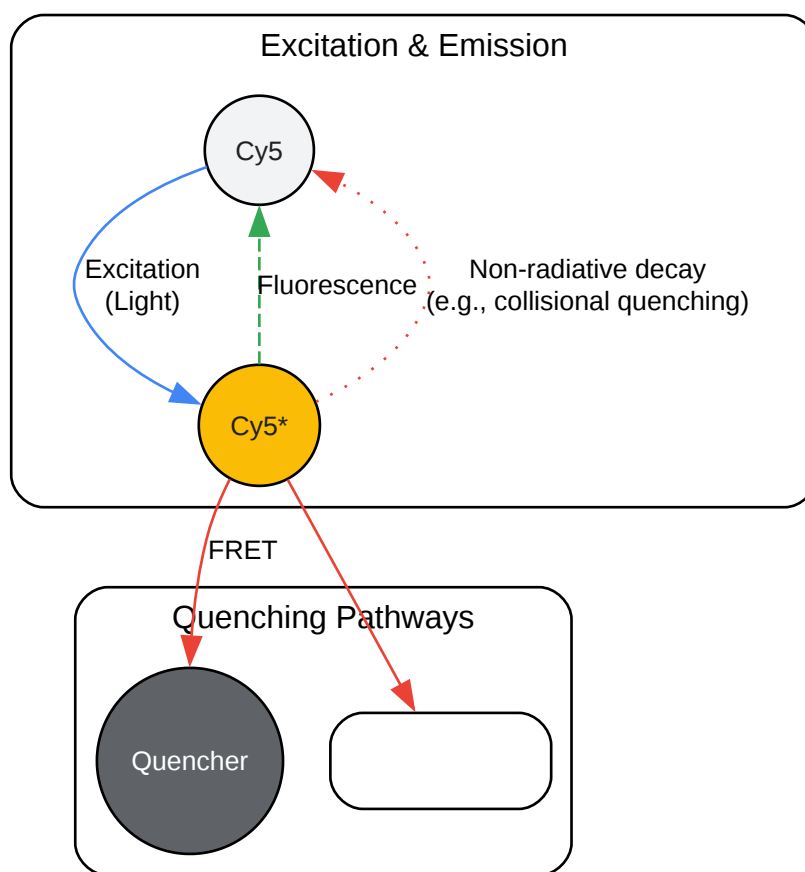 Excitation & Emission
Cy5
Excitation
(Light)
Fluorescence
Non-radiative decay
(e.g., collisional quenching)
Cy5*
FRET
Quenching Pathways
Quencher